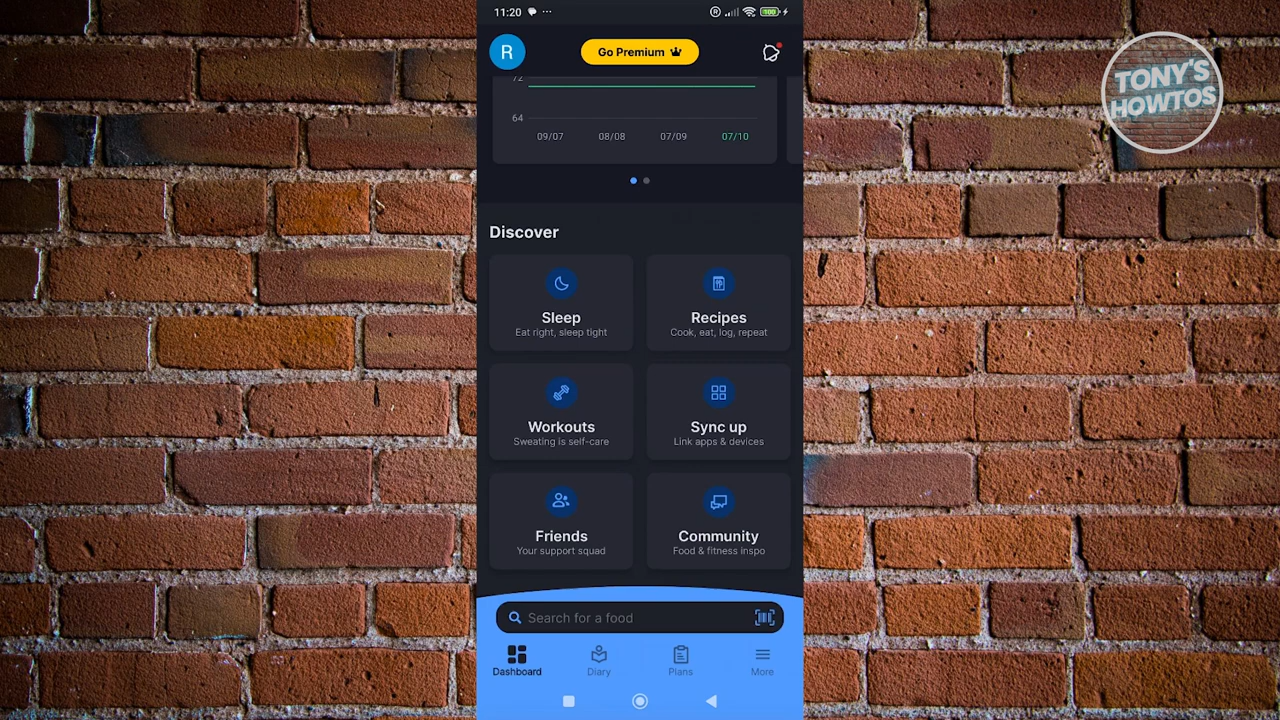 11:20
100
R
Go Premium
TONY'S
HOWTOS
72
64
09/07 08/08 07/09 07/10
Discover
Sleep
Eat right, sleep tight
Recipes
Cook, eat, log, repeat
Workouts
Sweating is self-care
Sync up
Link apps & devices
Friends
Your support squad
Community
Food & fitness inspo
Search for a food
Dashboard
Diary
Plans
More